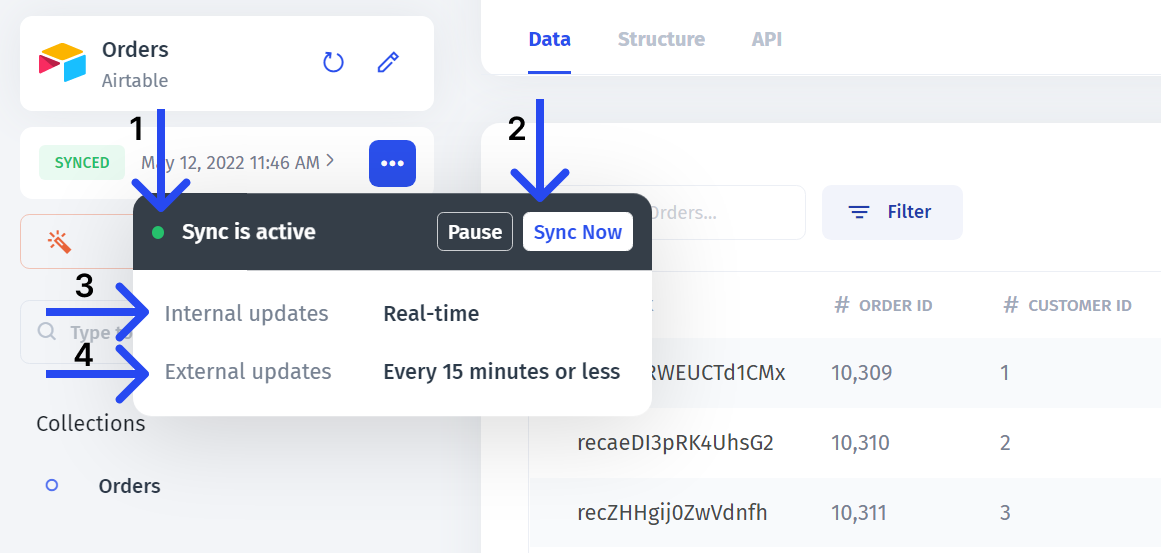 Orders
Airtable
Data
Structure
API
1
2
SYNCED
May 12, 2022 11:46 AM >
Orders...
Filter
Sync is active
Pause
Sync Now
3
Internal updates
Real-time
# ORDER ID
# CUSTOMER ID
4
Type to
External updates
Every 15 minutes or less
RWEUCTd1CMx
10,309
1
Collections
recaeDI3pRK4UhsG2
10,310
2
Orders
recZHHgij0ZwVdnfh
10,311
3